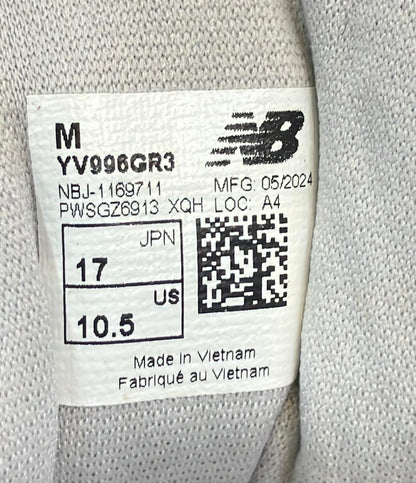 M
NB
YV996GR3
NBJ-1169711 MFG: 05/2024
PWSGZ6913 XQH LOC: A4
JPN
17
US
10.5
Made in Vietnam
Fabriqué au Vietnam